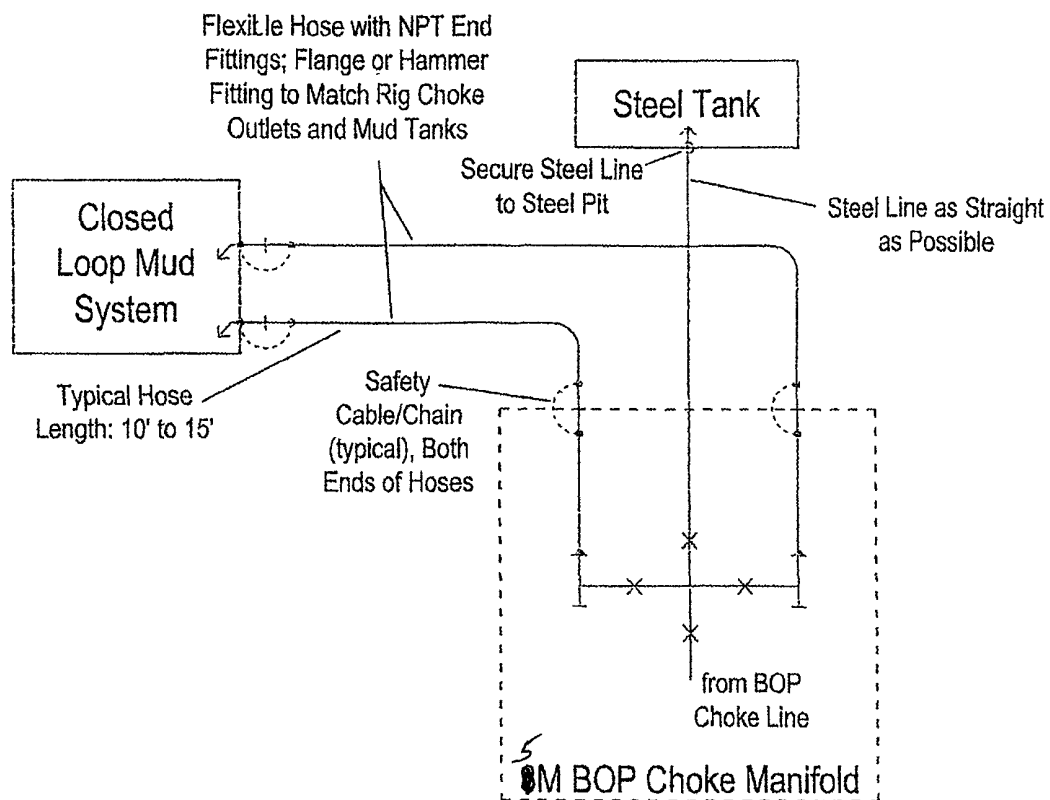 Flexible Hose with NPT End
Fittings; Flange or Hammer
Fitting to Match Rig Choke
Outlets and Mud Tanks
Steel Tank
Secure Steel Line
to Steel Pit
Steel Line as Straight
as Possible
Closed
Loop Mud
System
Typical Hose
Length: 10' to 15'
Safety
Cable/Chain
(typical), Both
Ends of Hoses
from BOP
Choke Line
5
M BOP Choke Manifold